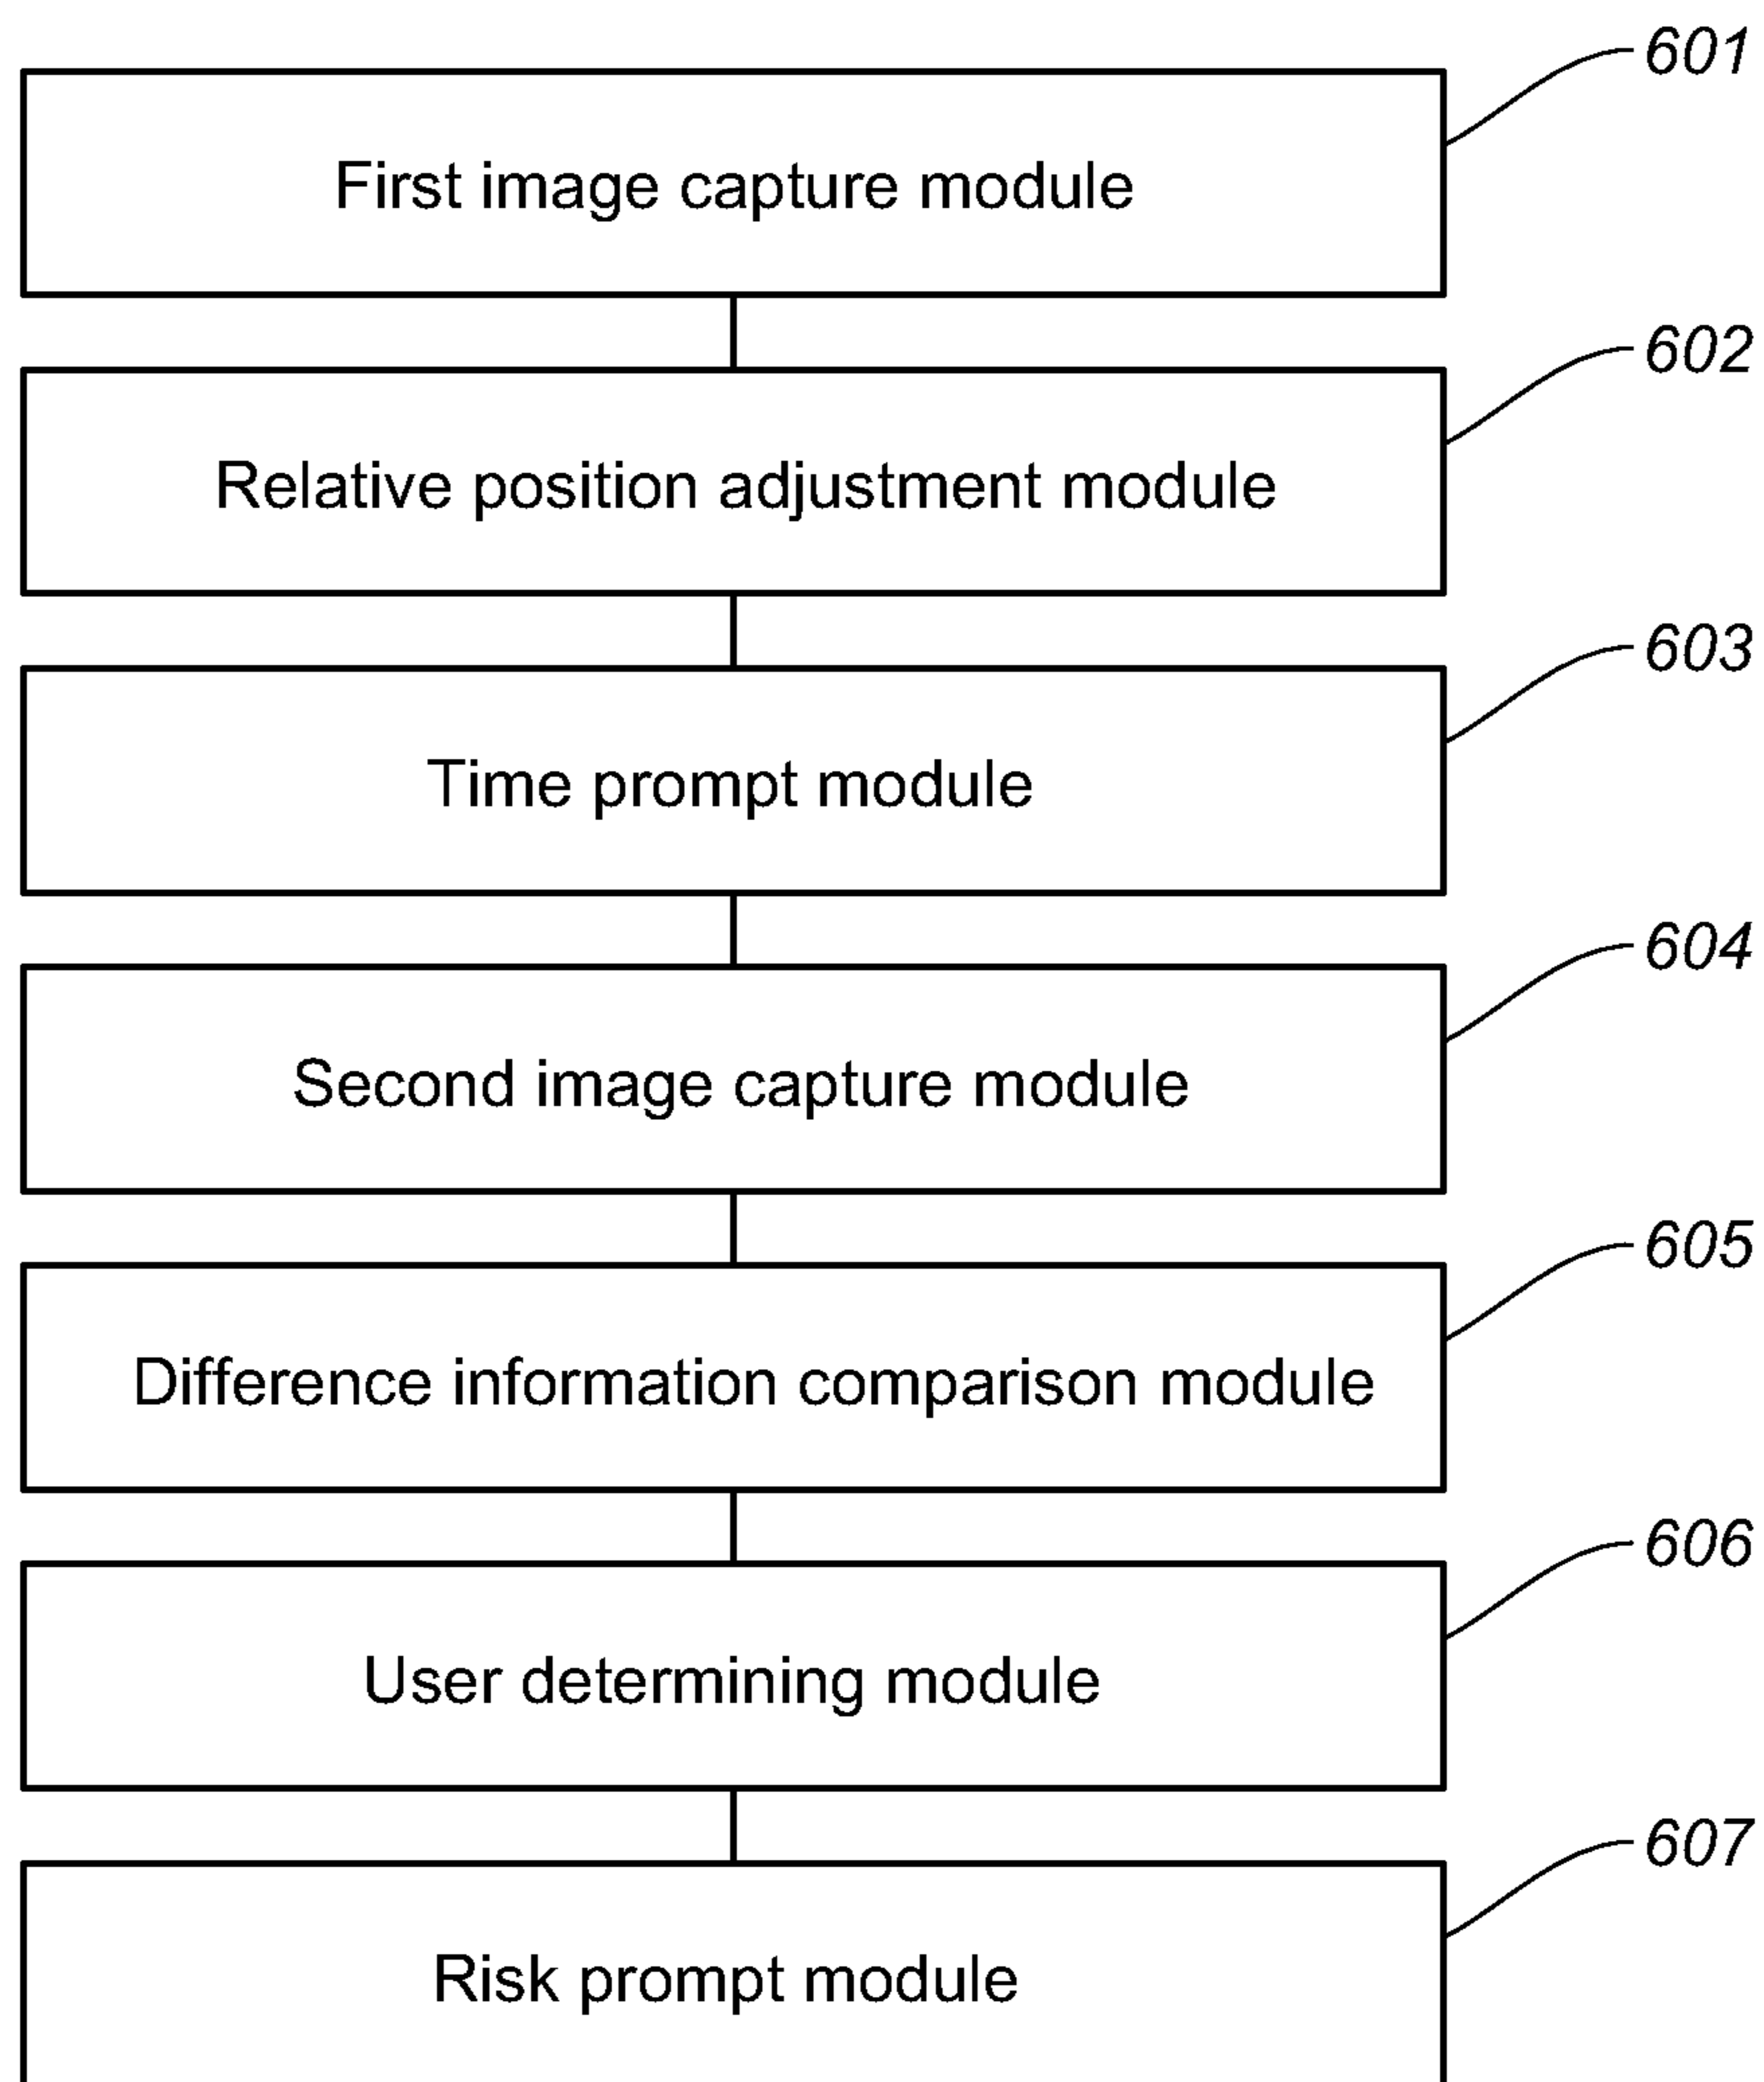 601
First image capture module
602
Relative position adjustment module
603
Time prompt module
604
Second image capture module
605
Difference information comparison module
606
User determining module
607
Risk prompt module